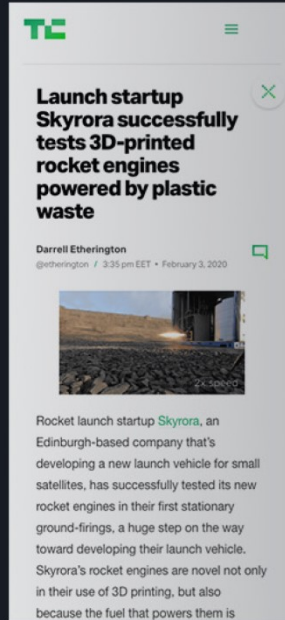 TC
Launch startup
Skyrora successfully
tests 3D-printed
rocket engines
powered by plastic
waste
Darrell Etherington
@etherington / 3:35 pm EET • February 3, 2020
2x speed
Rocket launch startup Skyrora, an
Edinburgh-based company that's
developing a new launch vehicle for small
satellites, has successfully tested its new
rocket engines in their first stationary
ground-firings, a huge step on the way
toward developing their launch vehicle.
Skyrora's rocket engines are novel not only
in their use of 3D printing, but also
because the fuel that powers them is